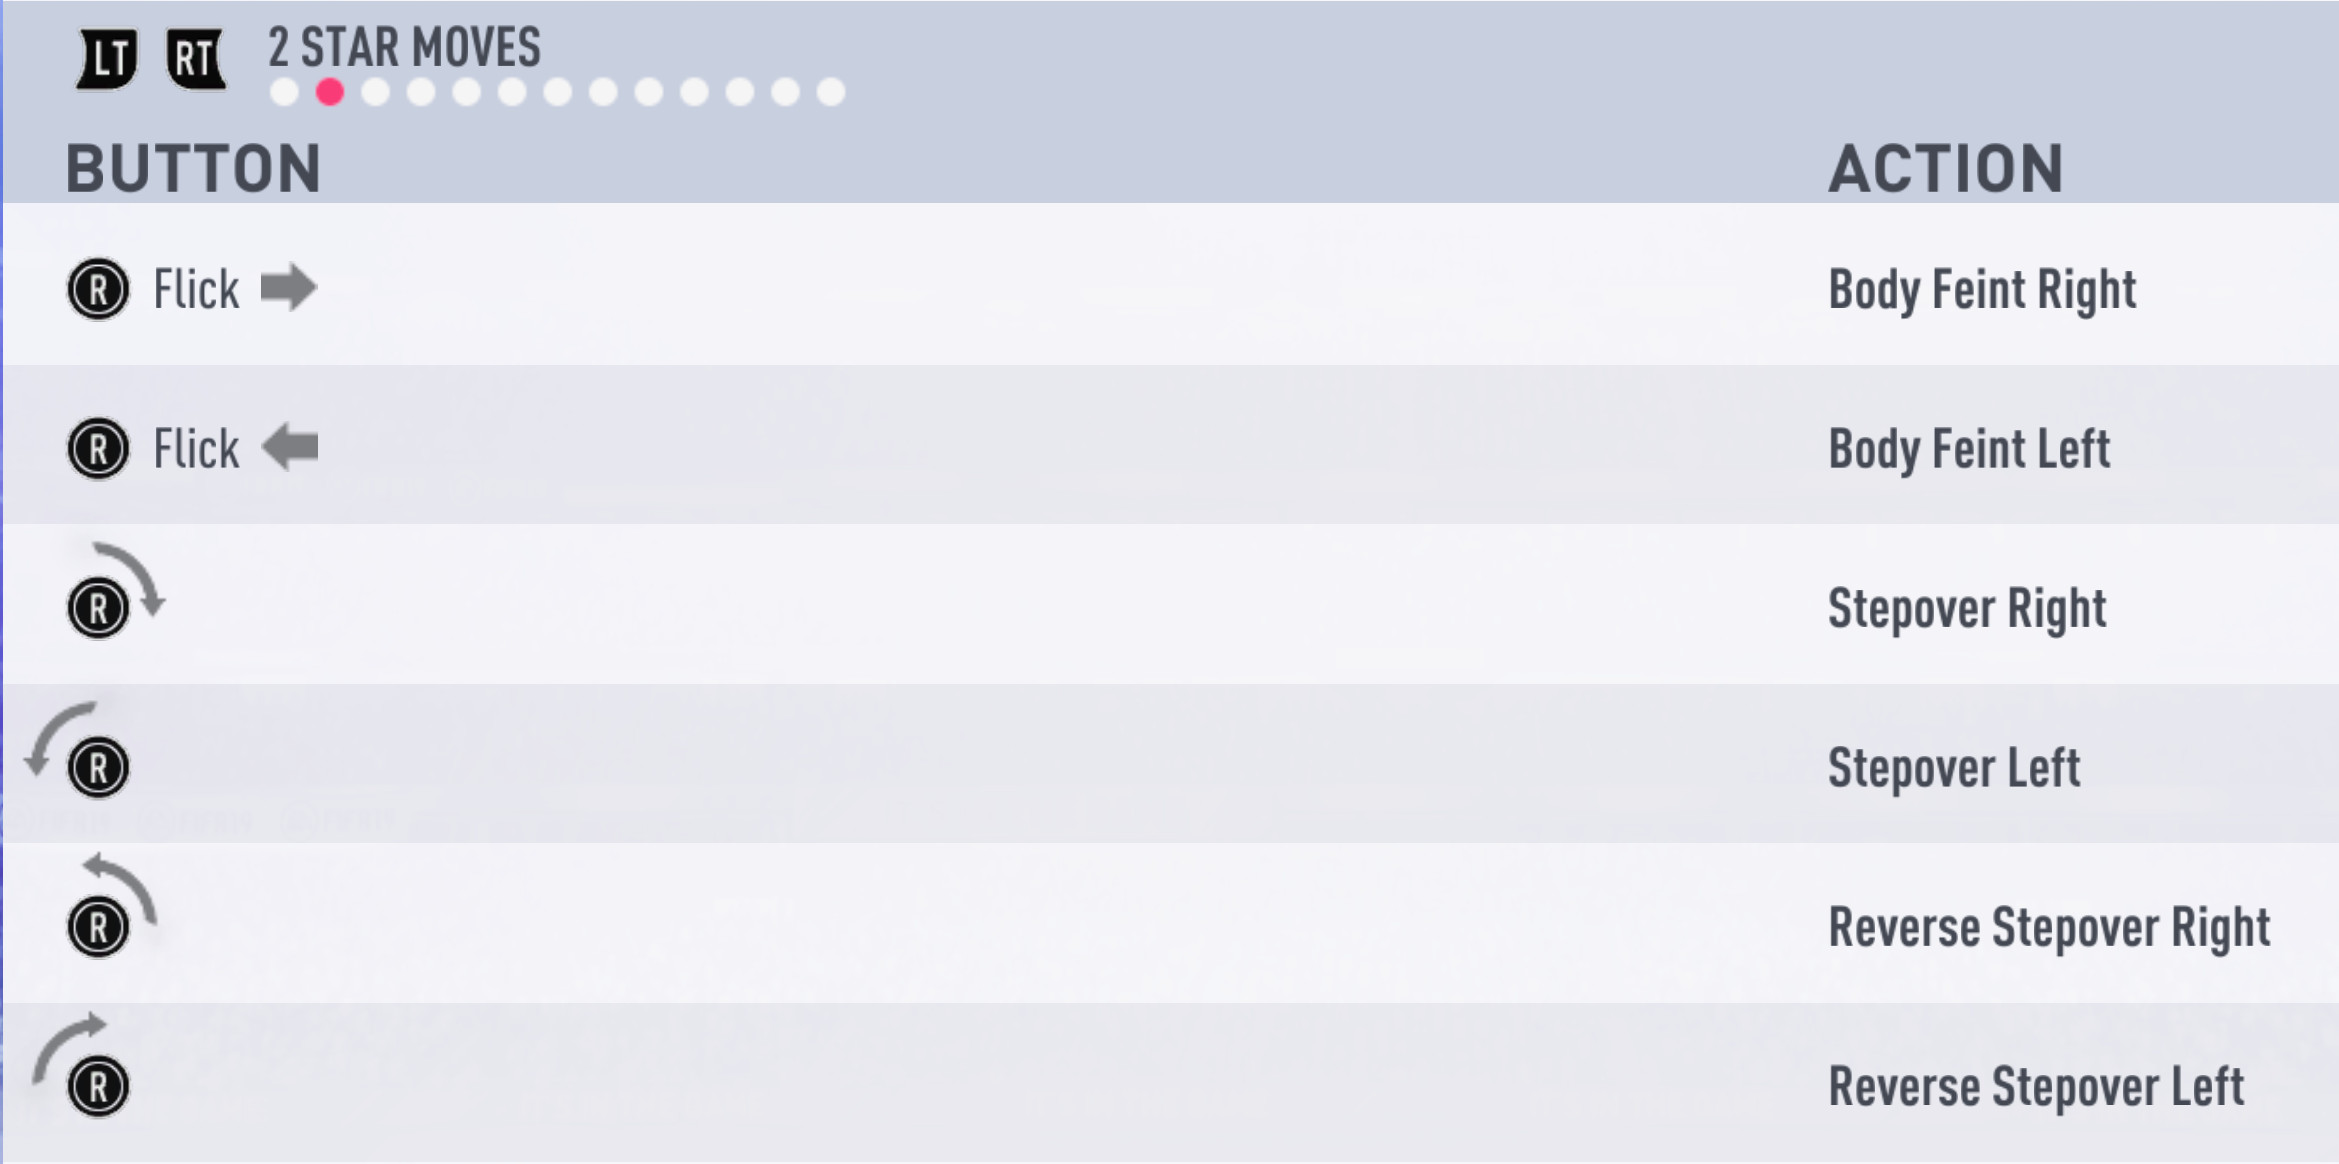 LT RT 2 STAR MOVES
BUTTON ACTION
R Flick Body Feint Right
R Flick Body Feint Left
R Stepover Right
R Stepover Left
R Reverse Stepover Right
R Reverse Stepover Left